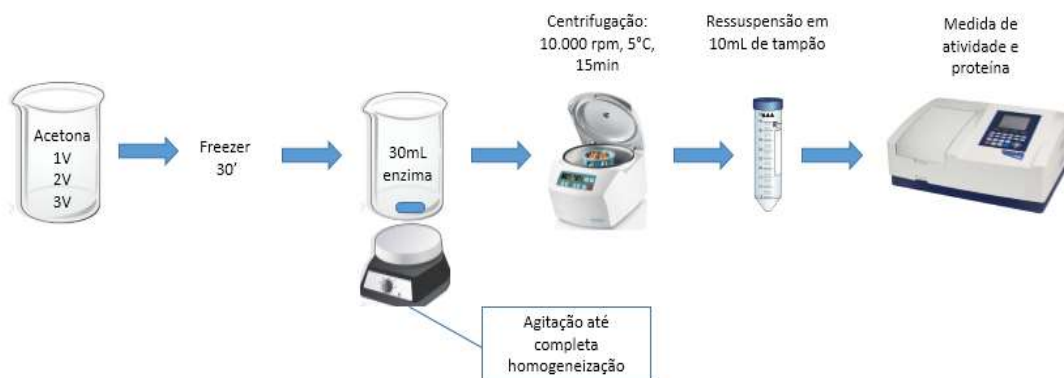 Acetona
1V
2V
3V
Freezer
30’
30mL
enzima
Agitação até
completa
homogeneização
Centrifugação:
10.000 rpm, 5°C,
15min
Ressuspensão em
10mL de tampão
Medida de
atividade e
proteína